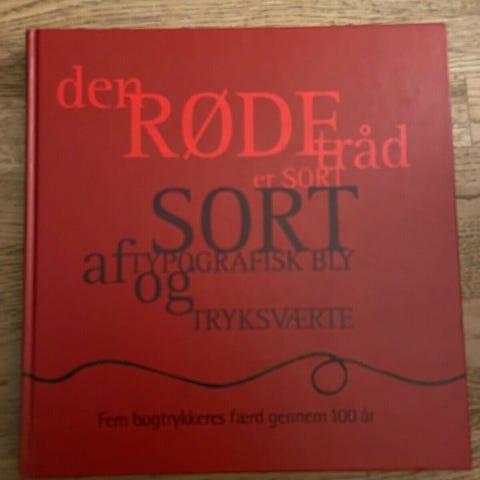 den
RØDE
tråd
er SORT
SORT
af TYPOGRAFISK BLY
og
TRYKSVÆRTE
Fem bogtrykkeres færd gennem 100 år